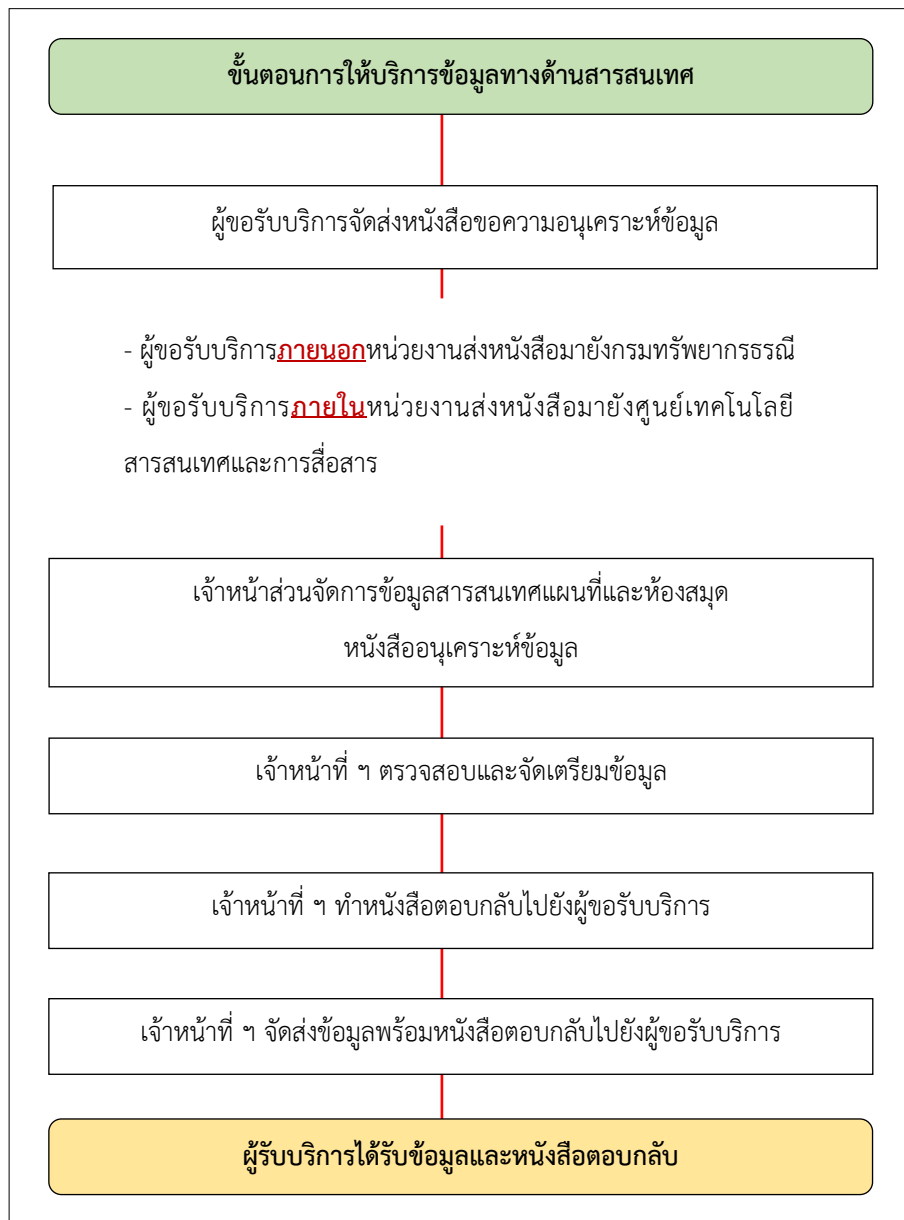 ขั้นตอนการให้บริการข้อมูลทางด้านสารสนเทศ
ผู้ขอรับบริการจัดส่งหนังสือขอความอนุเคราะห์ข้อมูล
- ผู้ขอรับบริการภายนอกหน่วยงานส่งหนังสือมายังกรมทรัพยากรธรณี
- ผู้ขอรับบริการภายในหน่วยงานส่งหนังสือมายังศูนย์เทคโนโลยี
สารสนเทศและการสื่อสาร
เจ้าหน้าส่วนจัดการข้อมูลสารสนเทศแผนที่และห้องสมุด
หนังสืออนุเคราะห์ข้อมูล
เจ้าหน้าที่ ฯ ตรวจสอบและจัดเตรียมข้อมูล
เจ้าหน้าที่ ฯ ทำหนังสือตอบกลับไปยังผู้ขอรับบริการ
เจ้าหน้าที่ ฯ จัดส่งข้อมูลพร้อมหนังสือตอบกลับไปยังผู้ขอรับบริการ
ผู้รับบริการได้รับข้อมูลและหนังสือตอบกลับ